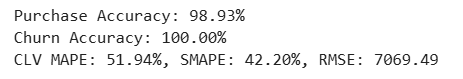 Purchase Accuracy: 98.93%
Churn Accuracy: 100.00%
CLV MAPE: 51.94%, SMAPE: 42.20%, RMSE: 7069.49